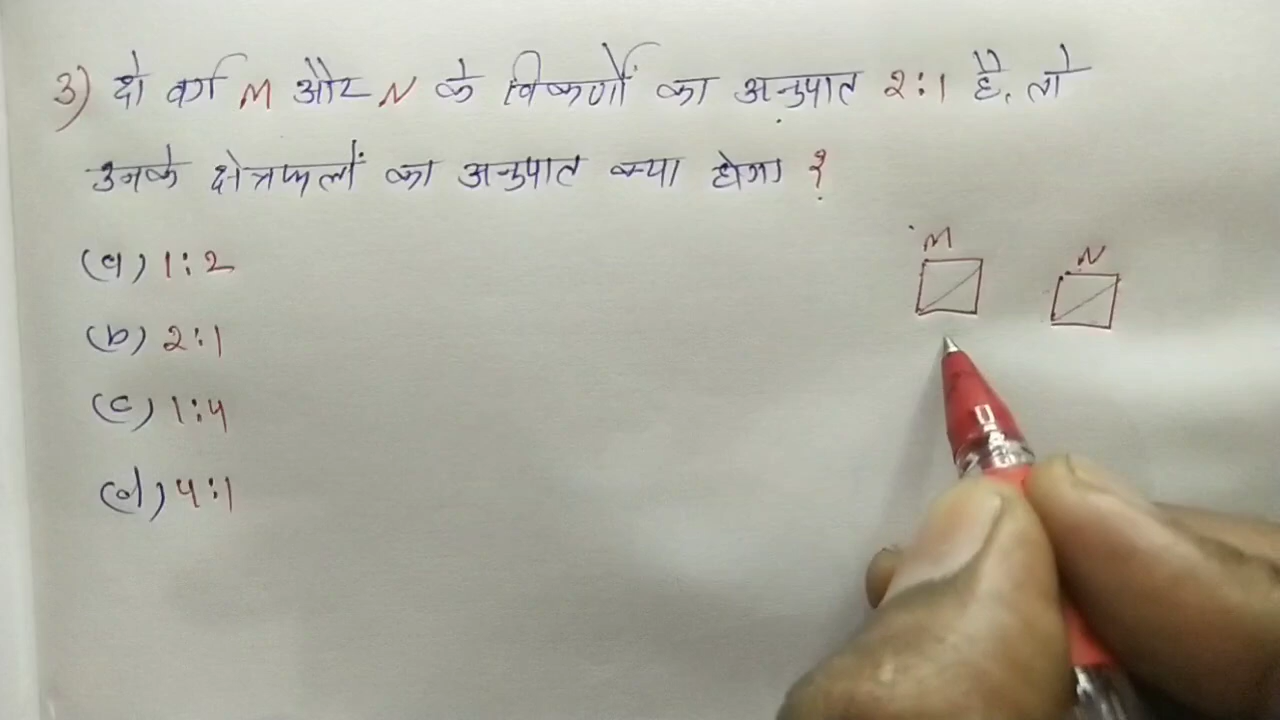 3) दो वर्ग M और N के विकर्णों का अनुपात 2:1 है, तो
उनके क्षेत्रफलों का अनुपात क्या होगा ?
(a) 1:2
(b) 2:1
(c) 1:4
(d) 4:1
M N